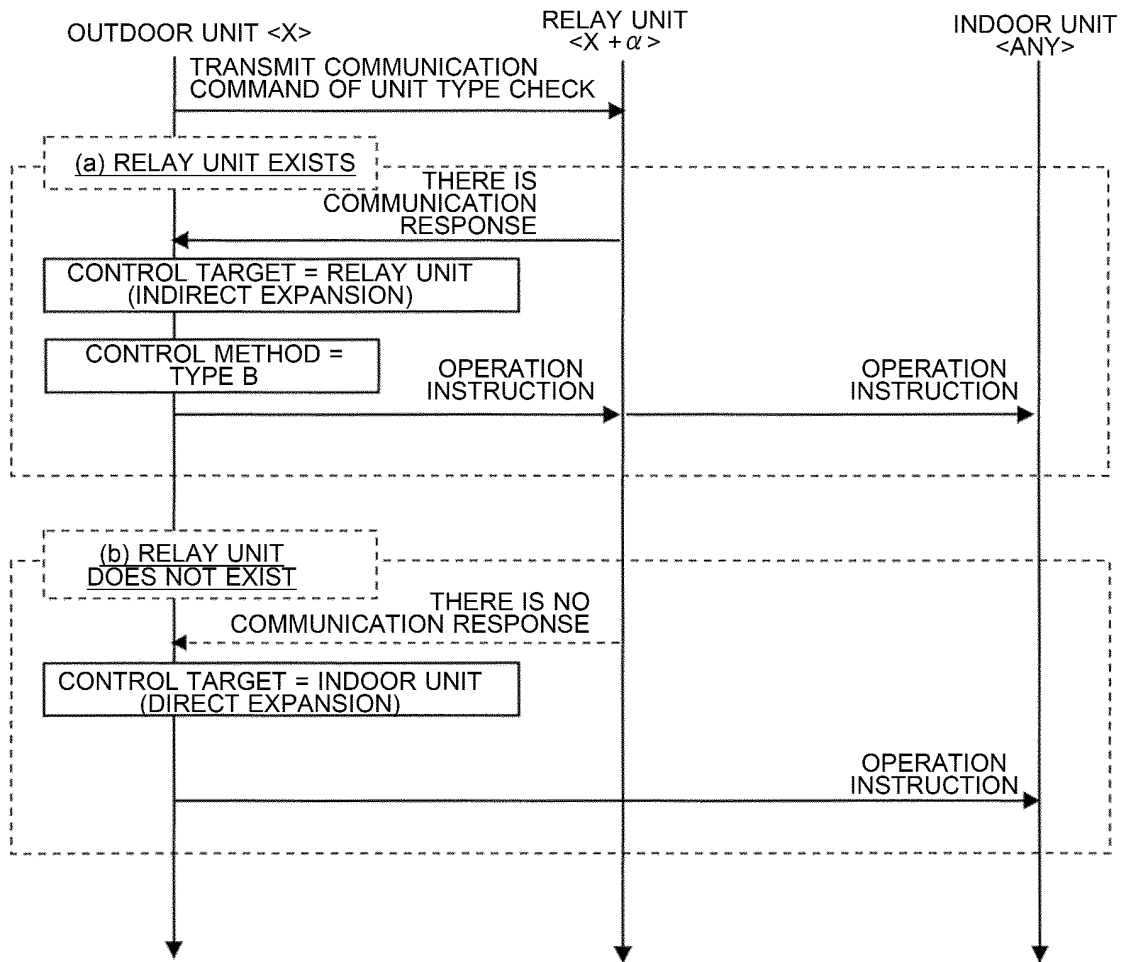 OUTDOOR UNIT <X>
RELAY UNIT
<X + α>
INDOOR UNIT
<ANY>
TRANSMIT COMMUNICATION
COMMAND OF UNIT TYPE CHECK
(a) RELAY UNIT EXISTS
THERE IS
COMMUNICATION
RESPONSE
CONTROL TARGET = RELAY UNIT
(INDIRECT EXPANSION)
CONTROL METHOD =
TYPE B
OPERATION
INSTRUCTION
OPERATION
INSTRUCTION
(b) RELAY UNIT
DOES NOT EXIST
THERE IS NO
COMMUNICATION RESPONSE
CONTROL TARGET = INDOOR UNIT
(DIRECT EXPANSION)
OPERATION
INSTRUCTION